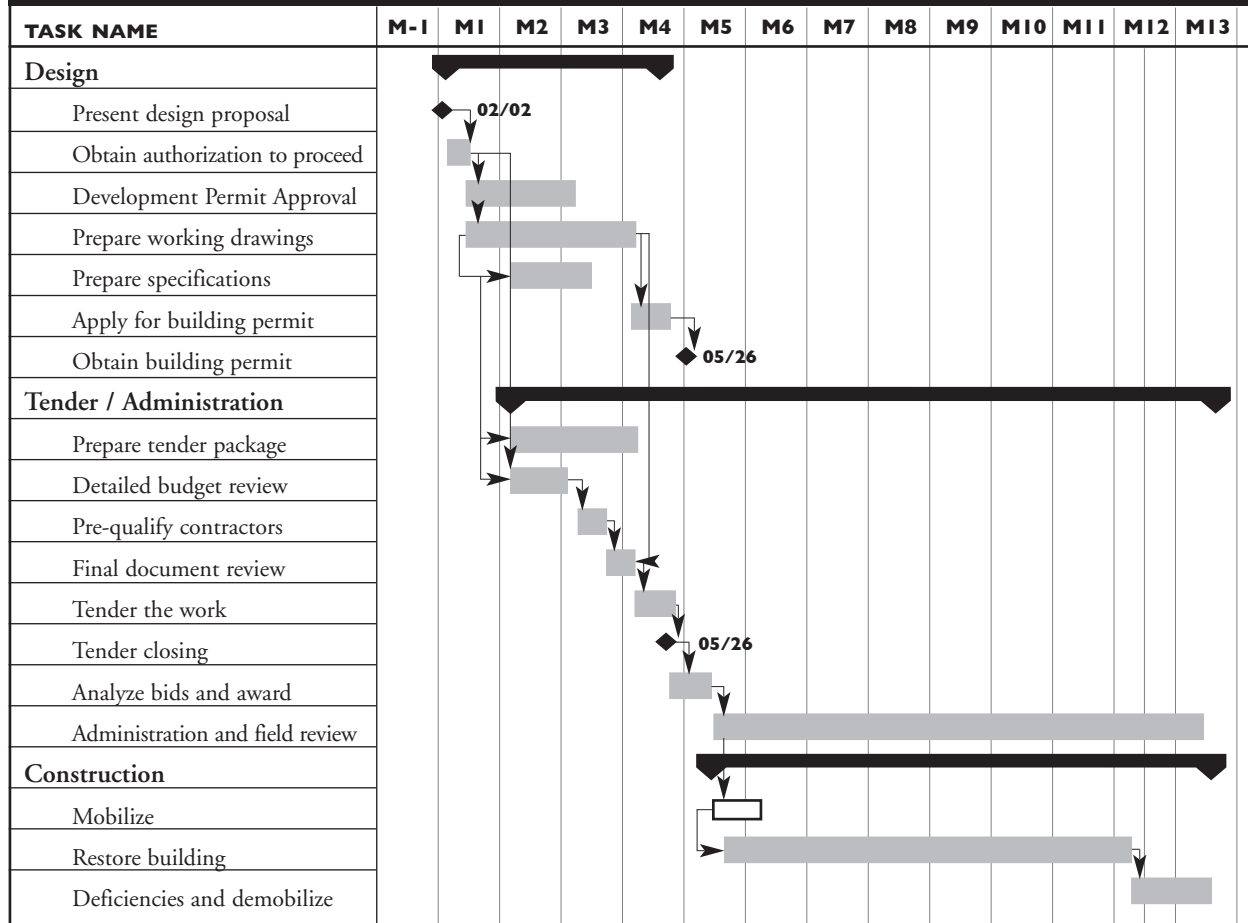 TASK NAME M-1 M1 M2 M3 M4 M5 M6 M7 M8 M9 M10 M11 M12 M13
Design
Present design proposal 02/02
Obtain authorization to proceed
Development Permit Approval
Prepare working drawings
Prepare specifications
Apply for building permit
Obtain building permit 05/26
Tender / Administration
Prepare tender package
Detailed budget review
Pre-qualify contractors
Final document review
Tender the work
Tender closing 05/26
Analyze bids and award
Administration and field review
Construction
Mobilize
Restore building
Deficiencies and demobilize